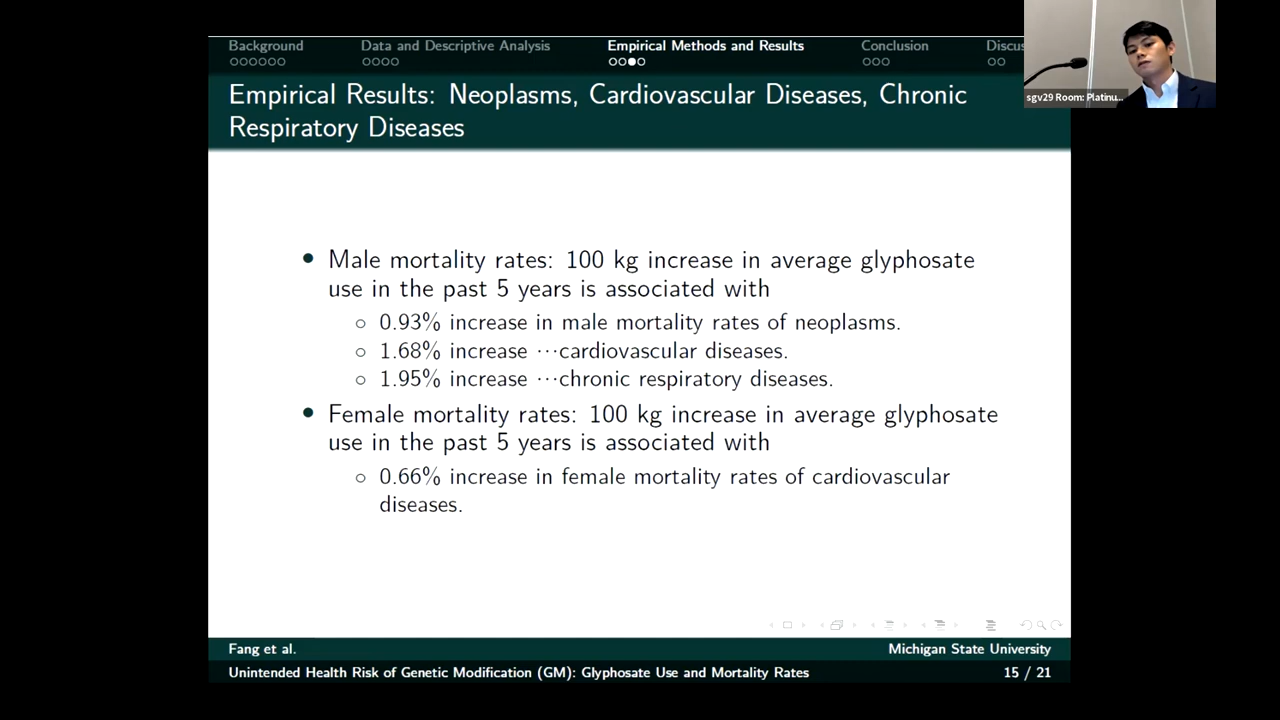 Background Data and Descriptive Analysis Empirical Methods and Results Conclusion Discus
sgv29 Room: Platinu...
Empirical Results: Neoplasms, Cardiovascular Diseases, Chronic
Respiratory Diseases
• Male mortality rates: 100 kg increase in average glyphosate
use in the past 5 years is associated with
○ 0.93% increase in male mortality rates of neoplasms.
○ 1.68% increase ···cardiovascular diseases.
○ 1.95% increase ···chronic respiratory diseases.
• Female mortality rates: 100 kg increase in average glyphosate
use in the past 5 years is associated with
○ 0.66% increase in female mortality rates of cardiovascular
diseases.
Fang et al. Michigan State University
Unintended Health Risk of Genetic Modification (GM): Glyphosate Use and Mortality Rates 15 / 21